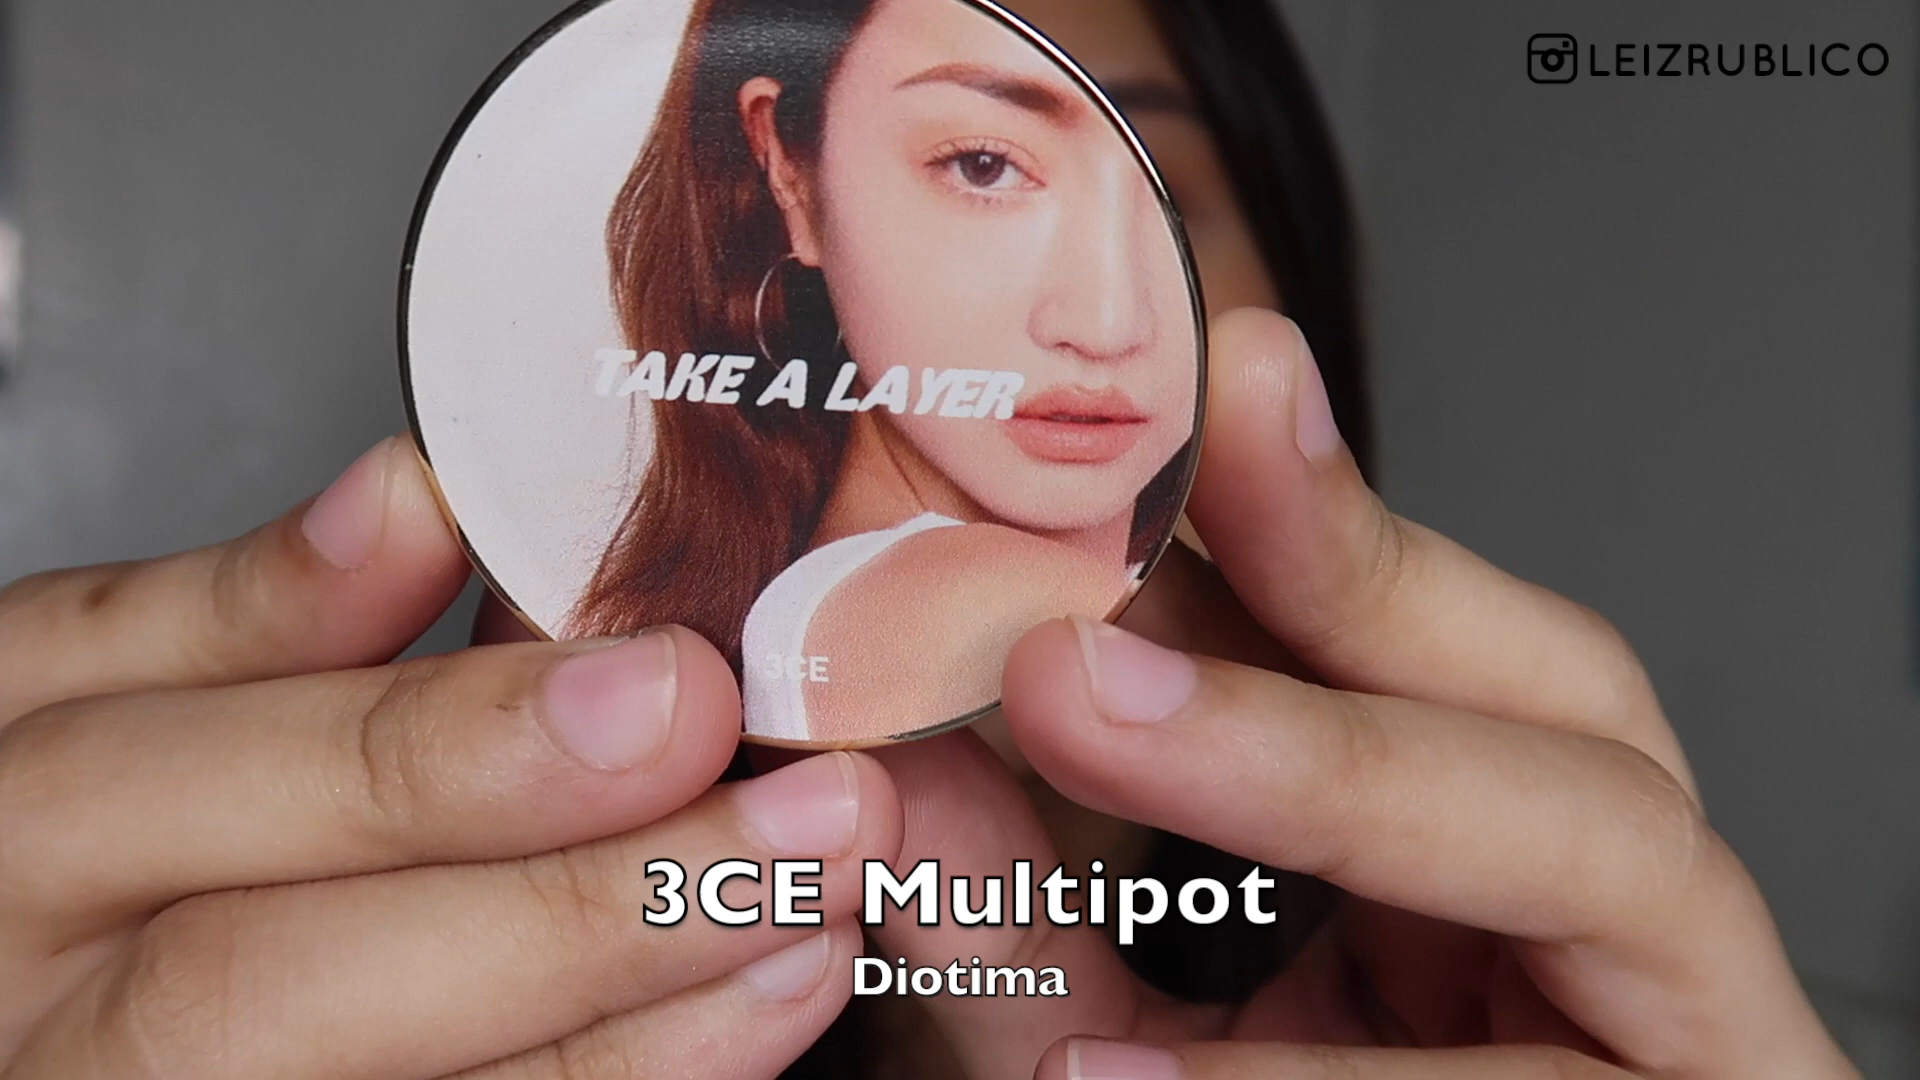 LEIZRUBLICO
TAKE A LAYER
3CE
3CE Multipot
Diotima